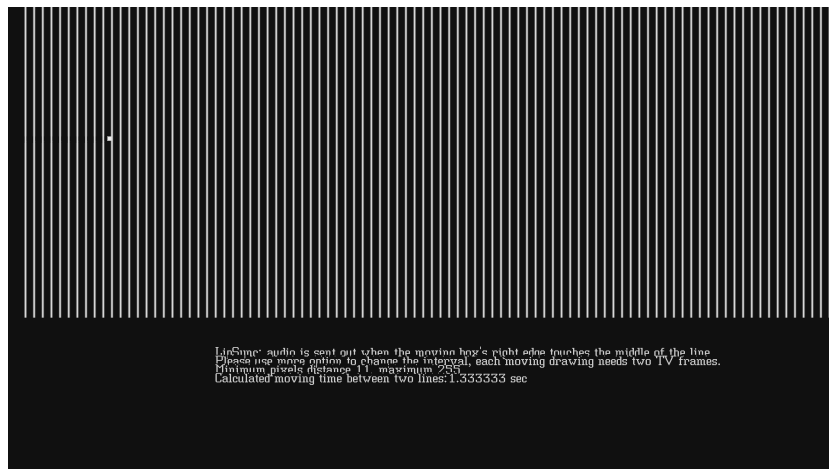 LipSync: audio is sent out when the moving box's right edge touches the middle of the line
Please use more option to change the interval, each moving drawing needs two TV frames.
Minimum pixels distance 11, maximum 255
Calculated moving time between two lines:1.333333 sec